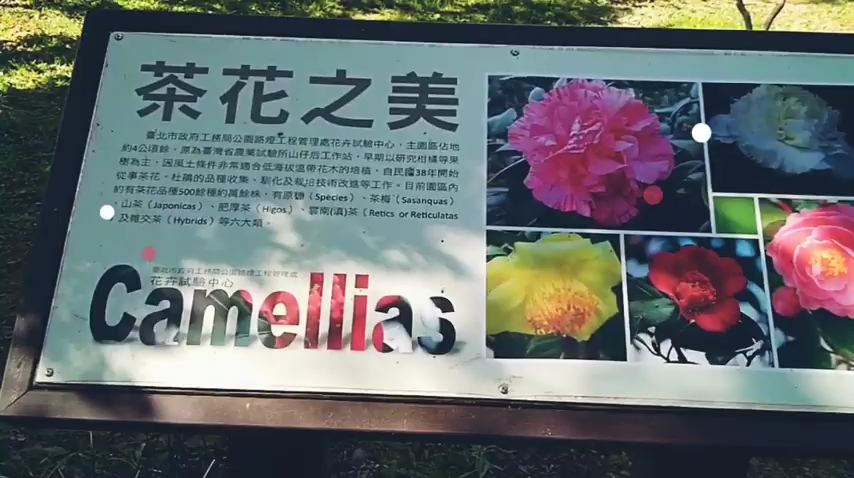 茶花之美
臺北市政府工務局公園路燈工程管理處花卉試驗中心，主園區佔地
約4公頃餘，原為臺灣省農業試驗所山仔后工作站，早期以研究柑橘等果
樹為主，因風土條件非常適合低海拔溫帶花木的培植，自民國38年開始
從事茶花、杜鵑的品種收集、馴化及栽培技術改進等工作。目前園區內
約有茶花品種500餘種約萬餘株，有原種（Species）、茶梅（Sasanquas）
、山茶（Japonicas）、肥厚茶（Higos）、雲南(滇)茶（Retics or Reticulatas
及雜交茶（Hybrids）等六大類。
臺北市政府工務局公園路燈工程管理處
花卉試驗中心
Camellias